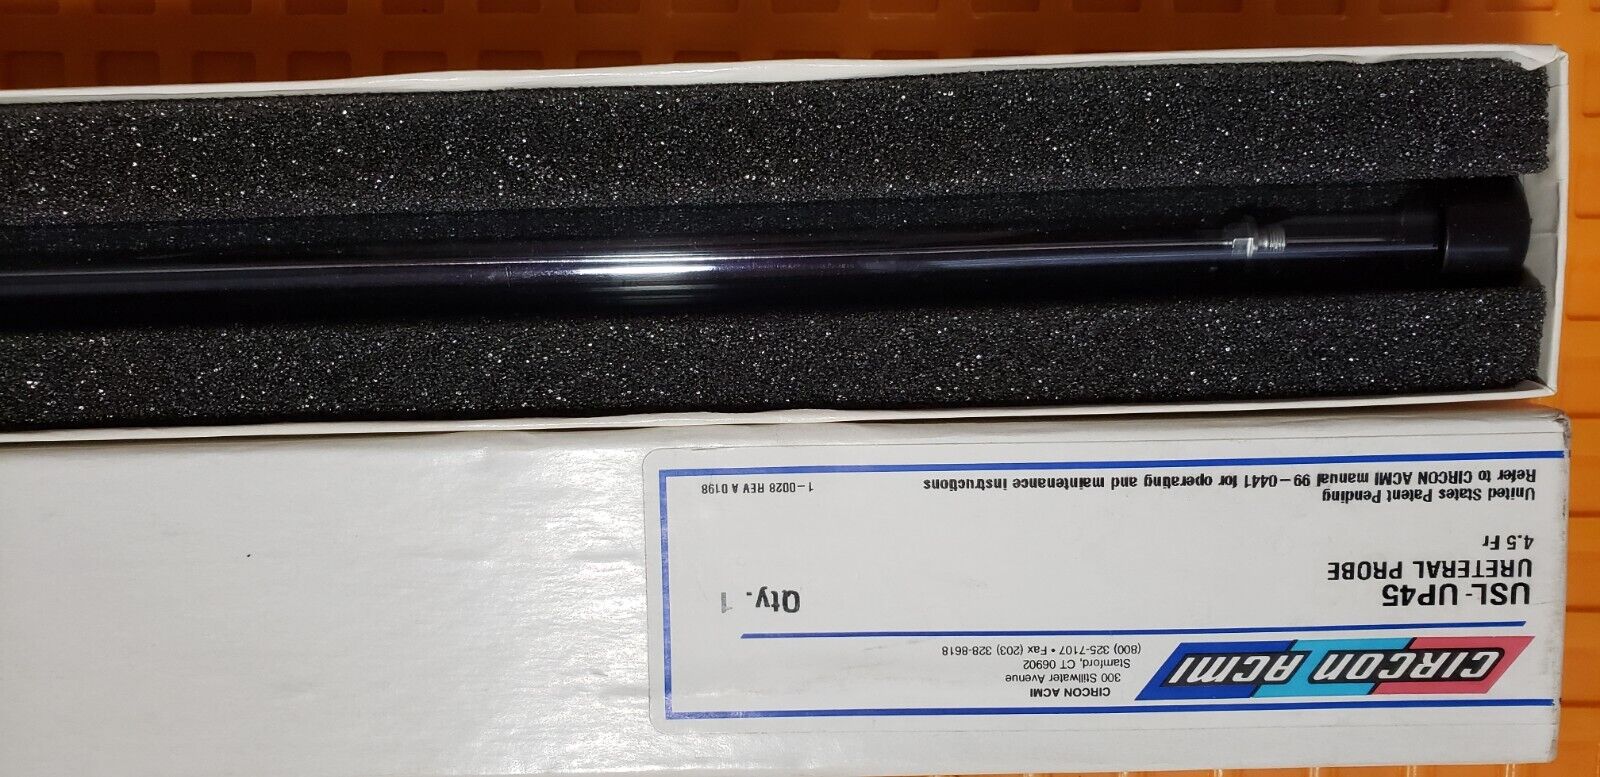 CIRCON ACMI
CIRCON ACMI
300 Stillwater Avenue
Stamford, CT 06902
(800) 325-7107 • Fax (203) 328-8618
USL-UP45
Qty. 1
URETERAL PROBE
4.5 Fr
United States Patent Pending
Refer to CIRCON ACMI manual 99-0441 for operating and maintenance instructions
1-0028 REV A 0198